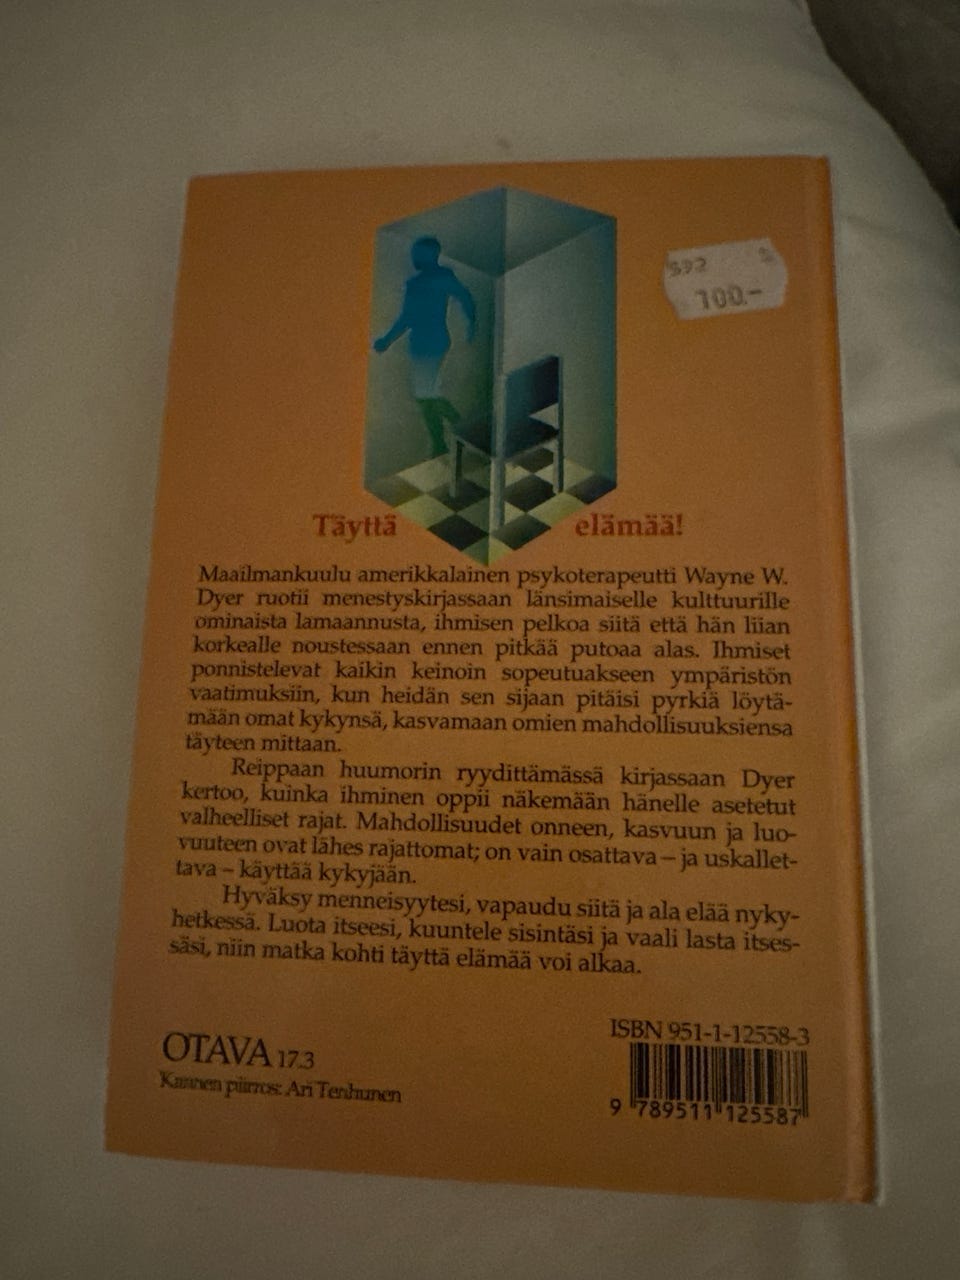 592 S
100.-
Täyttä elämää!
Maailmankuulu amerikkalainen psykoterapeutti Wayne W.
Dyer ruotii menestyskirjassaan länsimaiselle kulttuurille
ominaista lamaannusta, ihmisen pelkoa siitä että hän liian
korkealle noustessaan ennen pitkää putoaa alas. Ihmiset
ponnistelevat kaikin keinoin sopeutuakseen ympäristön
vaatimuksiin, kun heidän sen sijaan pitäisi pyrkiä löytä-
mään omat kykynsä, kasvamaan omien mahdollisuuksiensa
täyteen mittaan.
Reippaan huumorin ryydittämässä kirjassaan Dyer
kertoo, kuinka ihminen oppii näkemään hänelle asetetut
valheelliset rajat. Mahdollisuudet onneen, kasvuun ja luo-
vuuteen ovat lähes rajattomat; on vain osattava – ja uskallet-
tava – käyttää kykyjään.
Hyväksy menneisyytesi, vapaudu siitä ja ala elää nyky-
hetkessä. Luota itseesi, kuuntele sisintäsi ja vaali lasta itses-
säsi, niin matka kohti täyttä elämää voi alkaa.
OTAVA 17.3
Kannen piirros: Ari Tenhunen
ISBN 951-1-12558-3
9 789511 125587